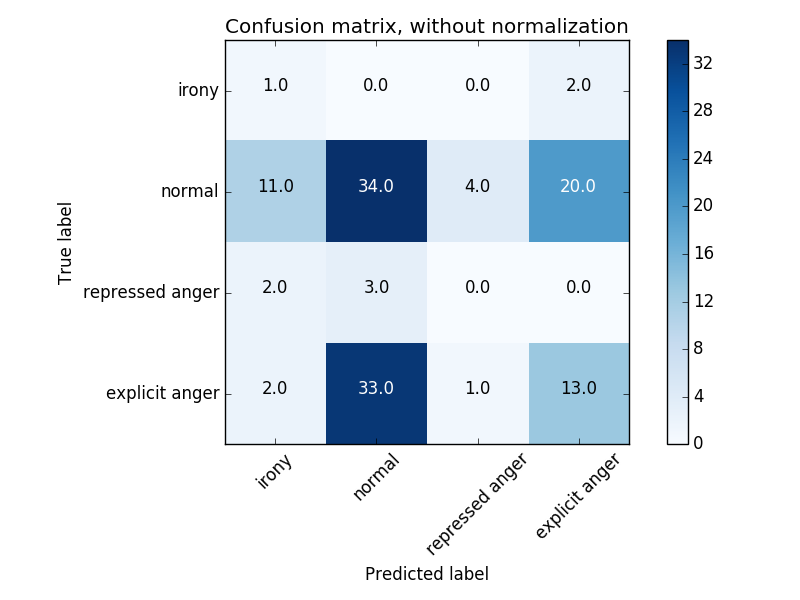 Confusion matrix, without normalization
irony 1.0 0.0 0.0 2.0
normal 11.0 34.0 4.0 20.0
repressed anger 2.0 3.0 0.0 0.0
explicit anger 2.0 33.0 1.0 13.0
irony normal repressed anger explicit anger
Predicted label
True label
32
28
24
20
16
12
8
4
0